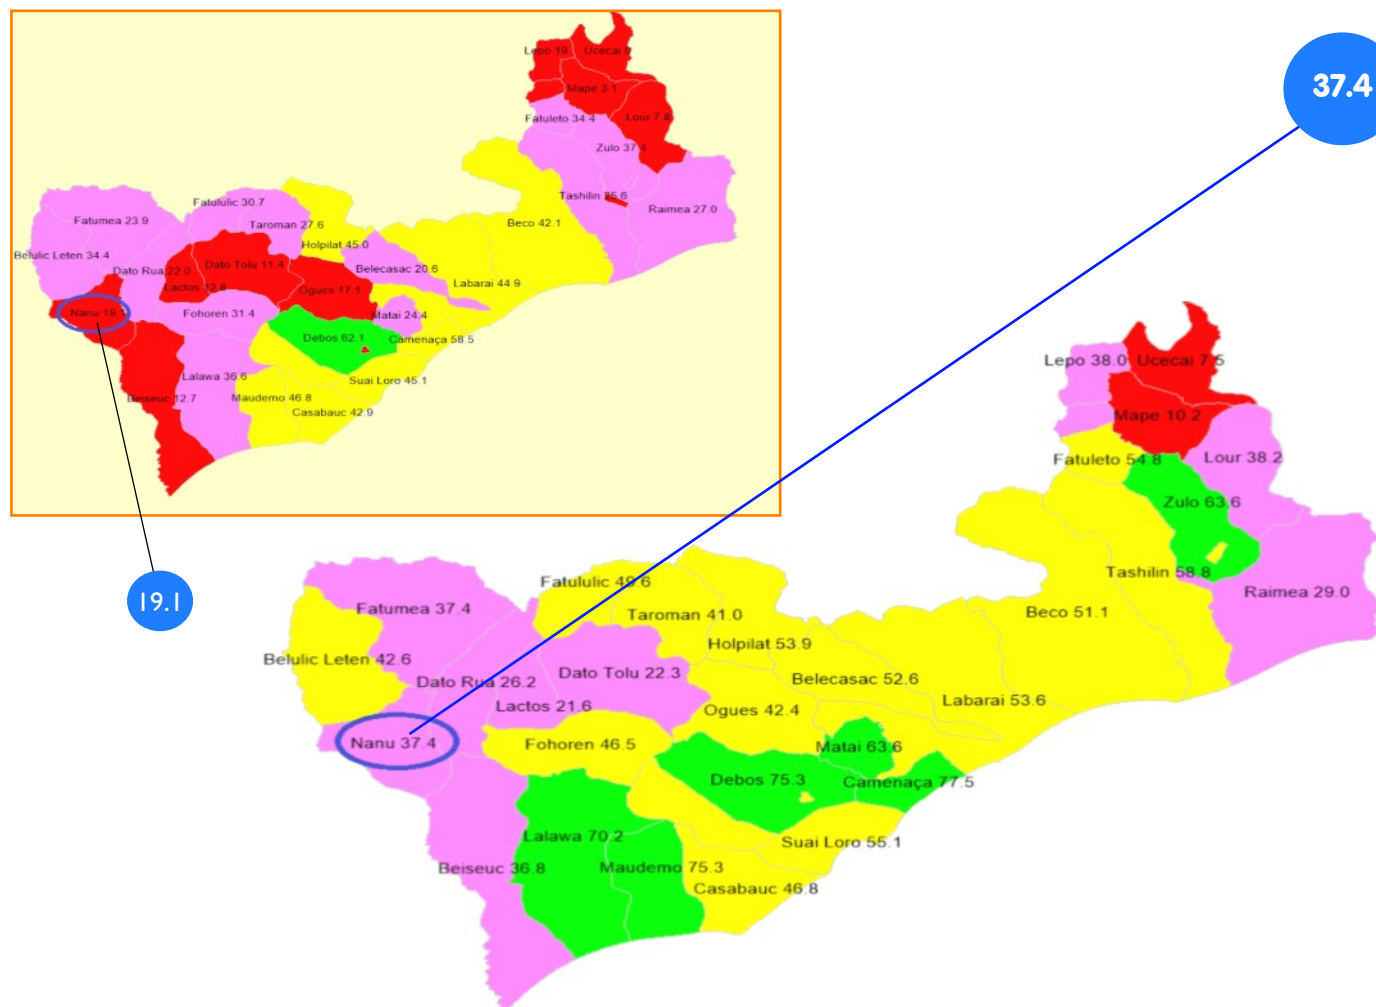 Lepo 19
Ucecai 0
Mape 3.1
Lour 7.8
Fatuleto 34.4
Zulo 37.4
Tashilin 25.6
Raimea 27.0
Beco 42.1
Fatululic 30.7
Taroman 27.6
Fatumea 23.9
Holpilat 45.0
Belulic Leten 34.4
Dato Rua 22.0
Dato Tolu 11.4
Belecasac 20.6
Lactos 12.8
Labarai 44.9
Ogues 17.1
Nanu 19.1
Fohoren 31.4
Matai 24.4
Debos 62.1
Camenaça 58.5
Lalawa 36.6
Suai Loro 45.1
Beiseuc 12.7
Maudemo 46.8
Casabauc 42.9
37.4
19.1
Lepo 38.0
Ucecai 7.5
Mape 10.2
Fatuleto 54.8
Lour 38.2
Zulo 63.6
Tashilin 58.8
Raimea 29.0
Beco 51.1
Fatululic 49.6
Fatumea 37.4
Taroman 41.0
Holpilat 53.9
Belulic Leten 42.6
Dato Rua 26.2
Dato Tolu 22.3
Belecasac 52.6
Lactos 21.6
Labarai 53.6
Ogues 42.4
Nanu 37.4
Fohoren 46.5
Matai 63.6
Debos 75.3
Camenaça 77.5
Lalawa 70.2
Suai Loro 55.1
Beiseuc 36.8
Maudemo 75.3
Casabauc 46.8